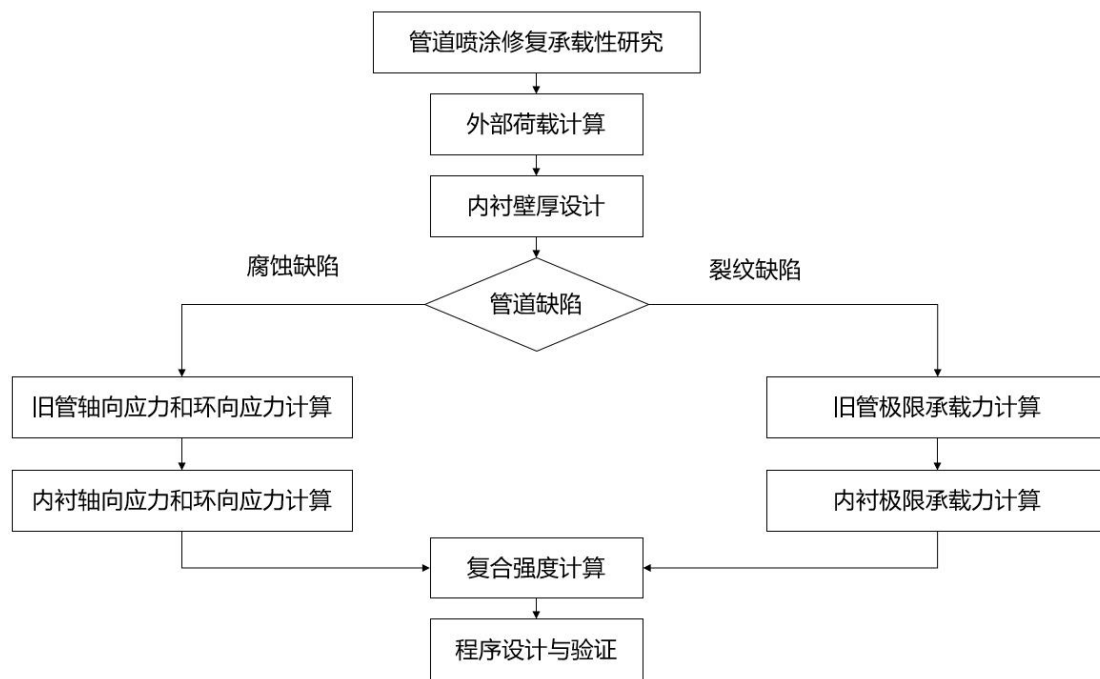 管道喷涂修复承载性研究
外部荷载计算
内衬壁厚设计
腐蚀缺陷
裂纹缺陷
管道缺陷
旧管轴向应力和环向应力计算
旧管极限承载力计算
内衬轴向应力和环向应力计算
内衬极限承载力计算
复合强度计算
程序设计与验证